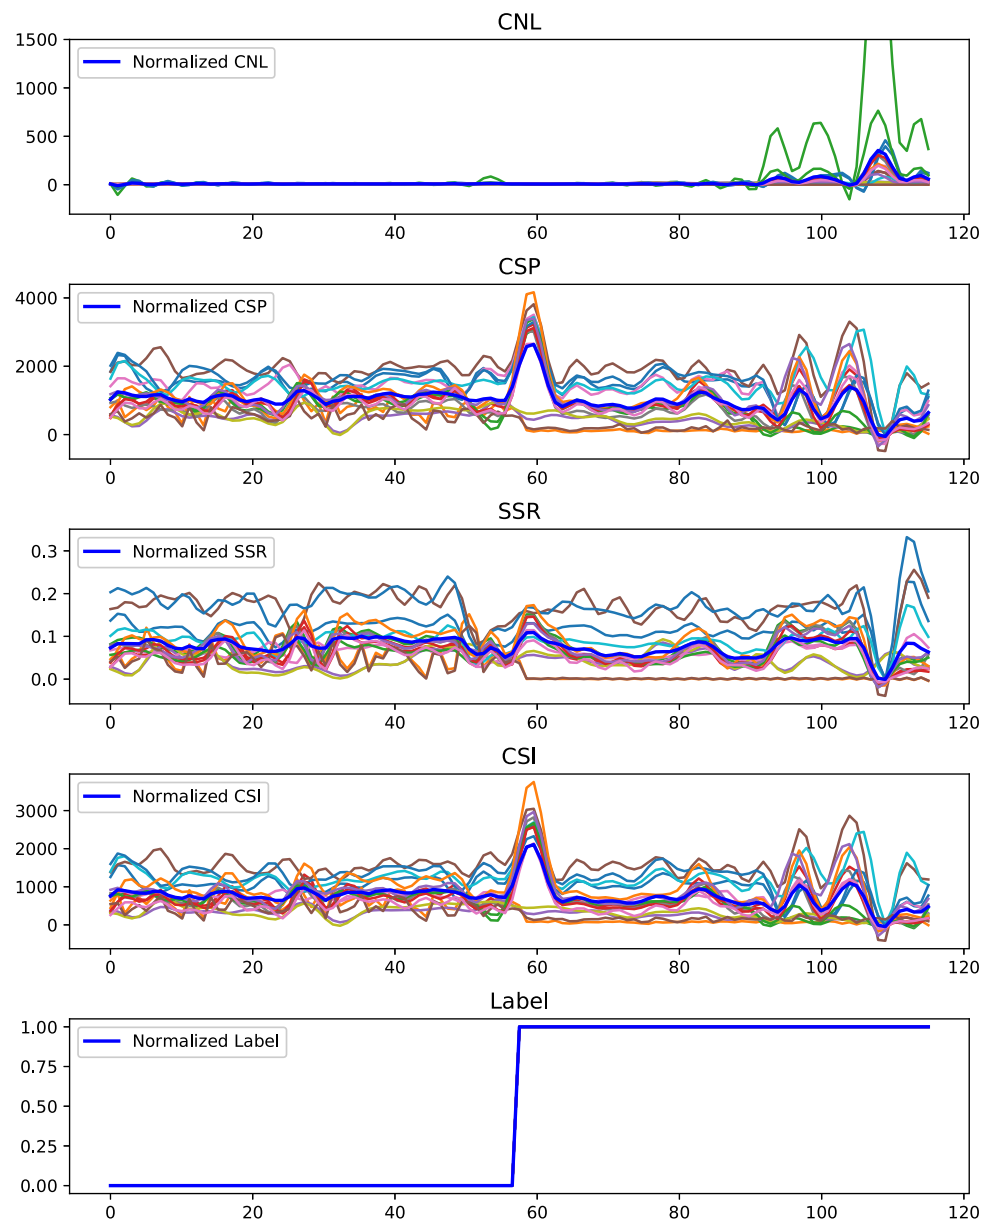 CNL
1500
1000
500
0
Normalized CNL
0 20 40 60 80 100 120
CSP
4000
2000
0
Normalized CSP
0 20 40 60 80 100 120
SSR
0.3
0.2
0.1
0.0
Normalized SSR
0 20 40 60 80 100 120
CSI
3000
2000
1000
0
Normalized CSI
0 20 40 60 80 100 120
Label
1.00
0.75
0.50
0.25
0.00
Normalized Label
0 20 40 60 80 100 120